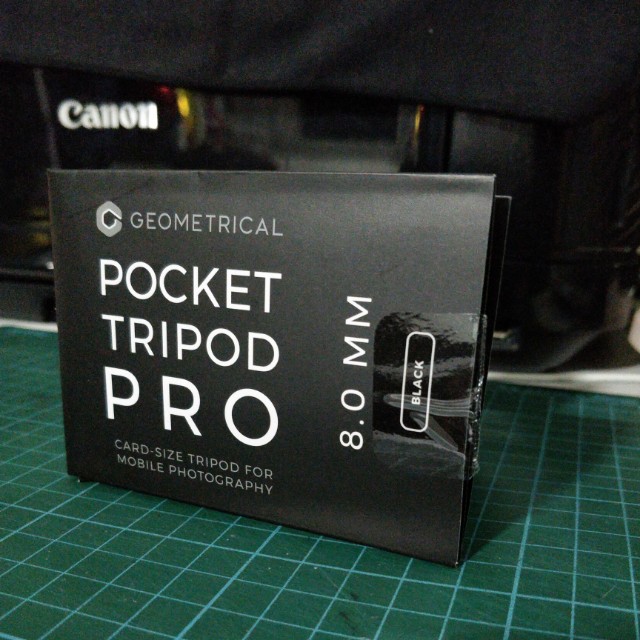 Canon
GEOMETRICAL
POCKET
TRIPOD
PRO
CARD-SIZE TRIPOD FOR
MOBILE PHOTOGRAPHY
8.0 MM
BLACK